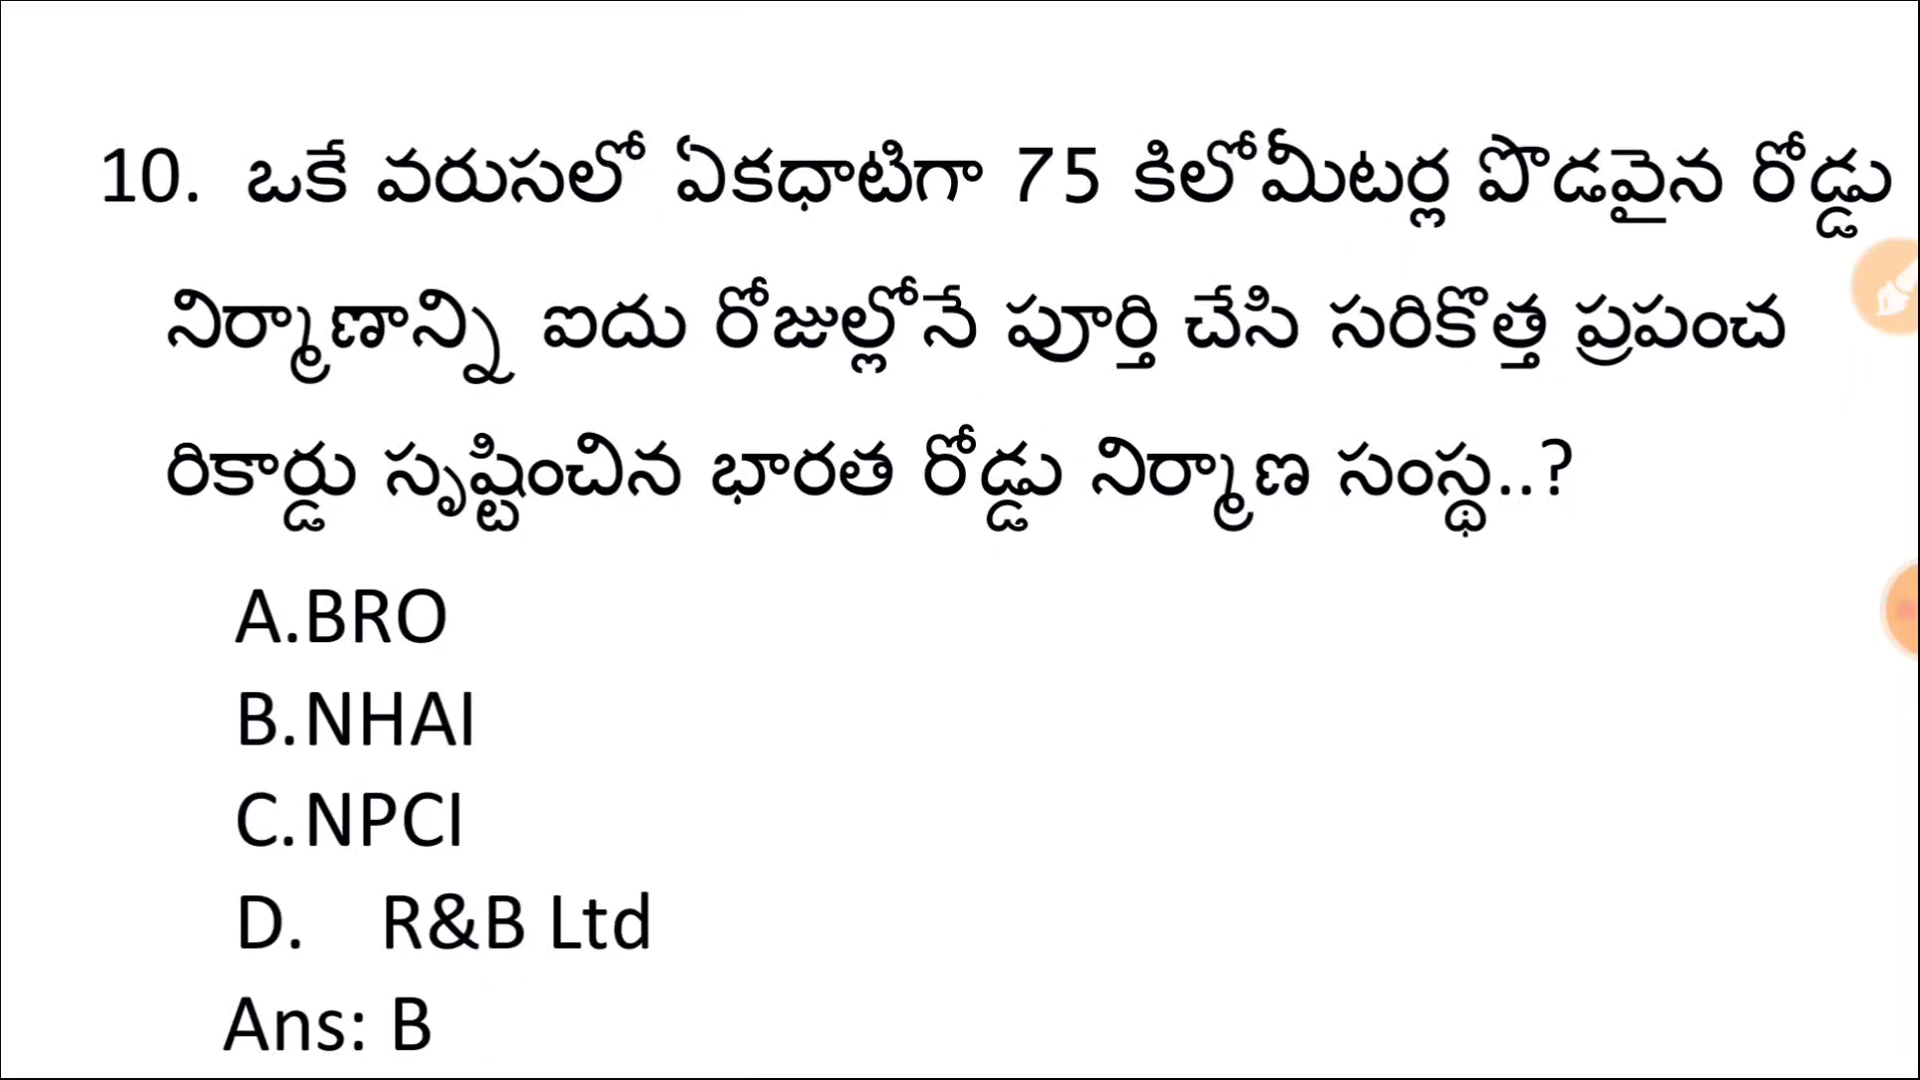 10. ఒకే వరుసలో ఏకధాటిగా 75 కిలోమీటర్ల పొడవైన రోడ్డు
నిర్మాణాన్ని ఐదు రోజుల్లోనే పూర్తి చేసి సరికొత్త ప్రపంచ
రికార్డు సృష్టించిన భారత రోడ్డు నిర్మాణ సంస్థ..?
A.BRO
B.NHAI
C.NPCI
D. R&B Ltd
Ans: B